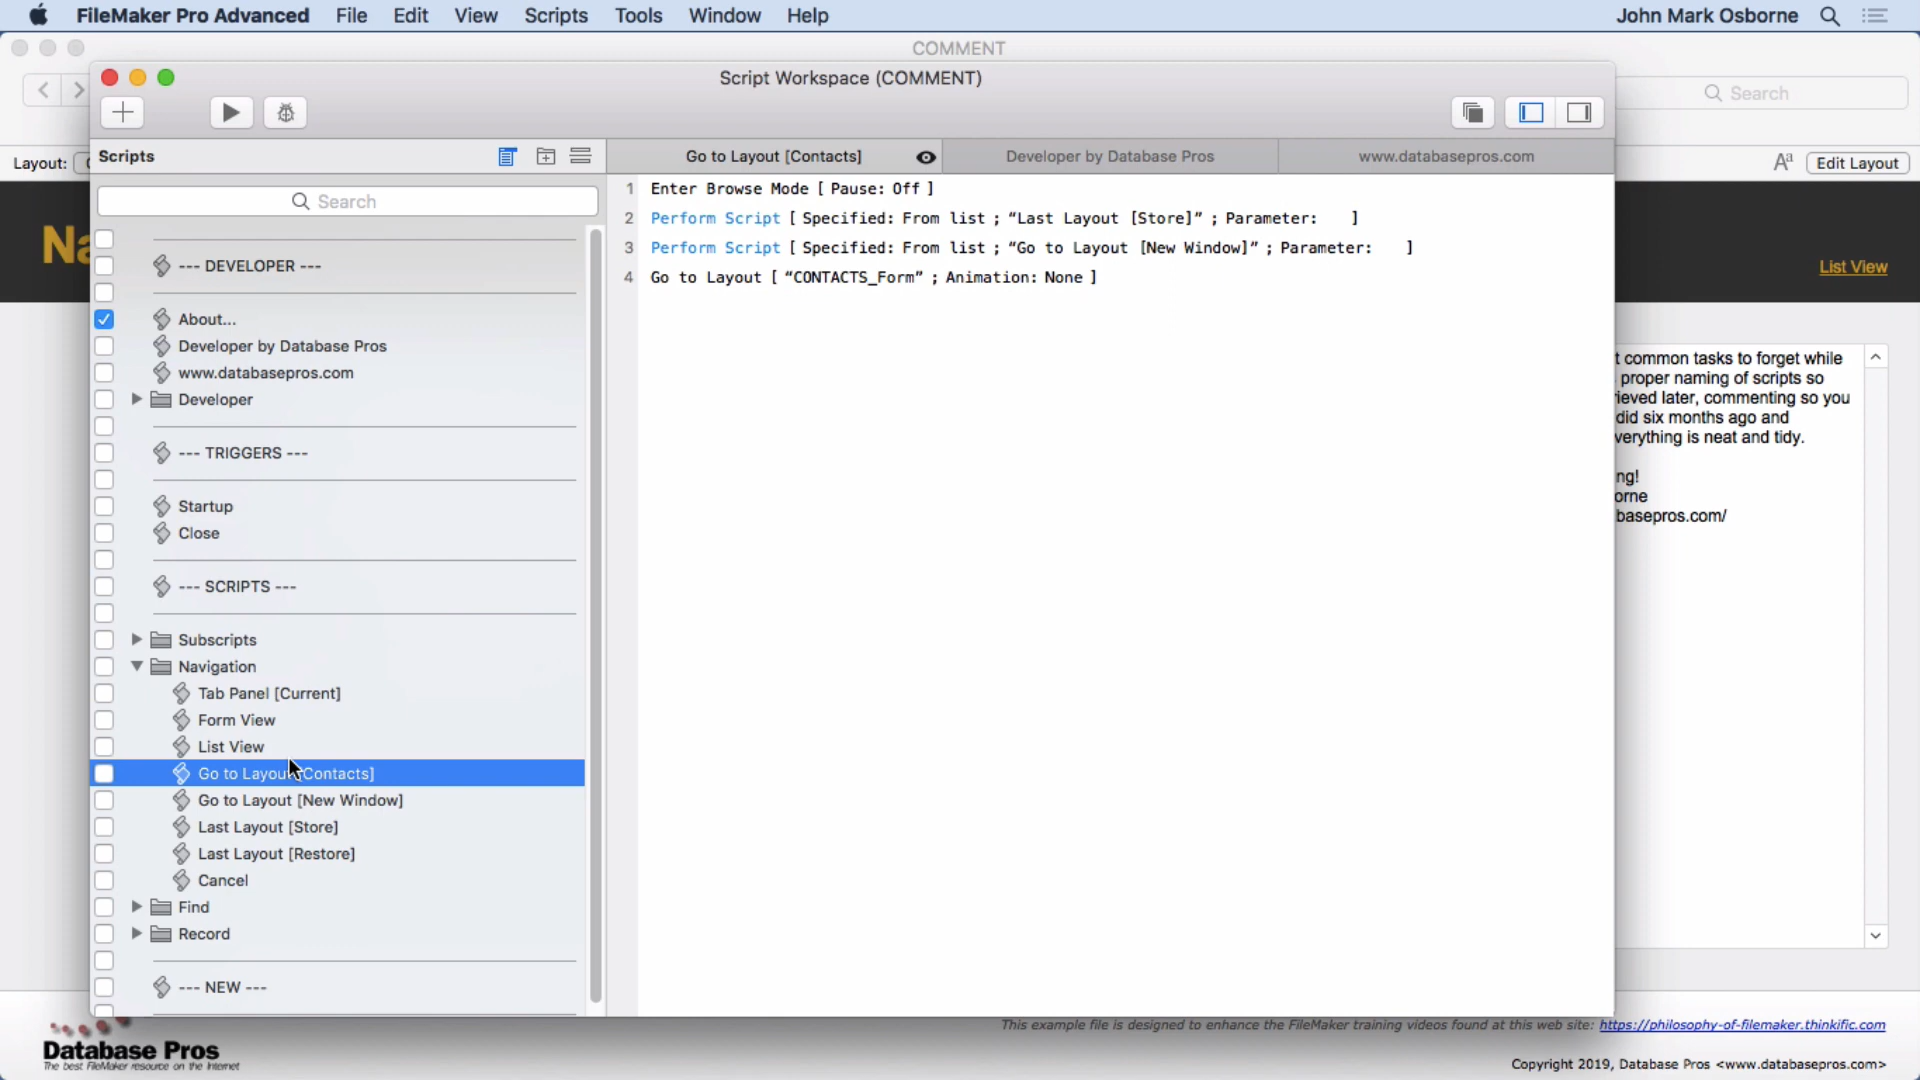 FileMaker Pro Advanced File Edit View Scripts Tools Window Help John Mark Osborne
COMMENT
Script Workspace (COMMENT)
Search
Layout:
Edit Layout
Scripts
Go to Layout [Contacts]
Developer by Database Pros
www.databasepros.com
Search
1 Enter Browse Mode [ Pause: Off ]
2 Perform Script [ Specified: From list ; “Last Layout [Store]” ; Parameter: ]
3 Perform Script [ Specified: From list ; “Go to Layout [New Window]” ; Parameter: ]
4 Go to Layout [ “CONTACTS_Form” ; Animation: None ]
--- DEVELOPER ---
About...
Developer by Database Pros
www.databasepros.com
Developer
--- TRIGGERS ---
Startup
Close
--- SCRIPTS ---
Subscripts
Navigation
Tab Panel [Current]
Form View
List View
Go to Layout [Contacts]
Go to Layout [New Window]
Last Layout [Store]
Last Layout [Restore]
Cancel
Find
Record
--- NEW ---
Na
List View
t common tasks to forget while
proper naming of scripts so
ieved later, commenting so you
did six months ago and
verything is neat and tidy.
ng!
orne
basepros.com/
Database Pros
The best FileMaker resource on the Internet
This example file is designed to enhance the FileMaker training videos found at this web site: https://philosophy-of-filemaker.thinkific.com
Copyright 2019, Database Pros <www.databasepros.com>